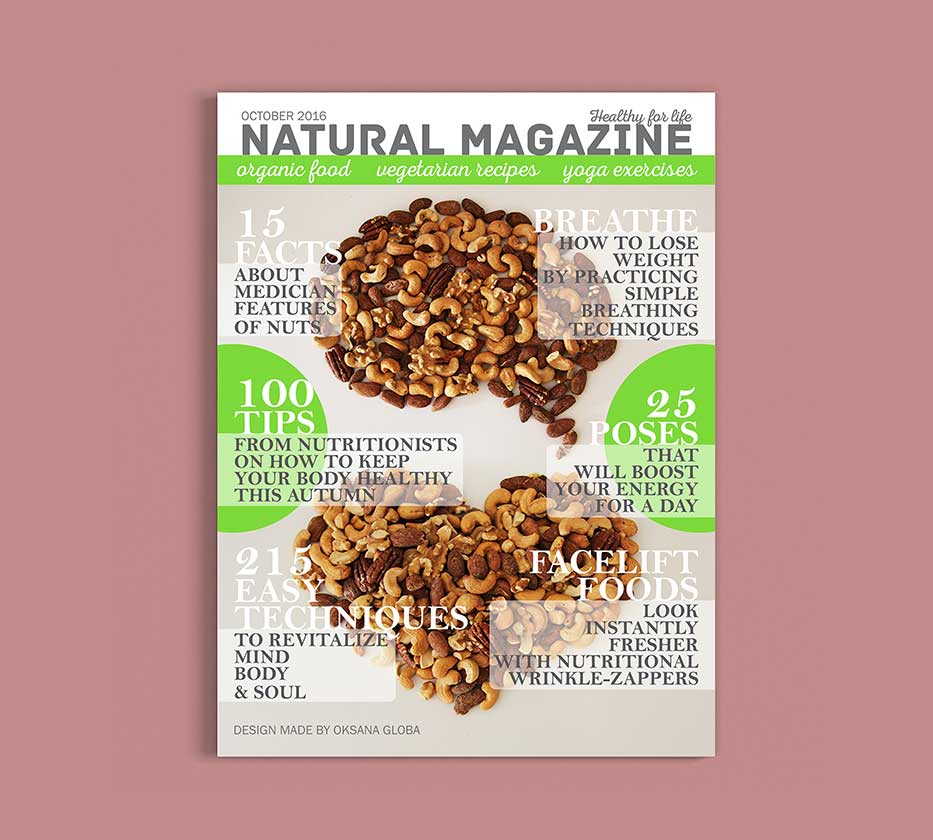 OCTOBER 2016
Healthy for life
NATURAL MAGAZINE
organic food vegetarian recipes yoga exercises
15
FACTS
ABOUT
MEDICIAN
FEATURES
OF NUTS
BREATHE
HOW TO LOSE
WEIGHT
BY PRACTICING
SIMPLE
BREATHING
TECHNIQUES
100
TIPS
FROM NUTRITIONISTS
ON HOW TO KEEP
YOUR BODY HEALTHY
THIS AUTUMN
25
POSES
THAT
WILL BOOST
YOUR ENERGY
FOR A DAY
215
EASY
TECHNIQUES
TO REVITALIZE
MIND
BODY
& SOUL
FACELIFT
FOODS
LOOK
INSTANTLY
FRESHER
WITH NUTRITIONAL
WRINKLE-ZAPPERS
DESIGN MADE BY OKSANA GLOBA